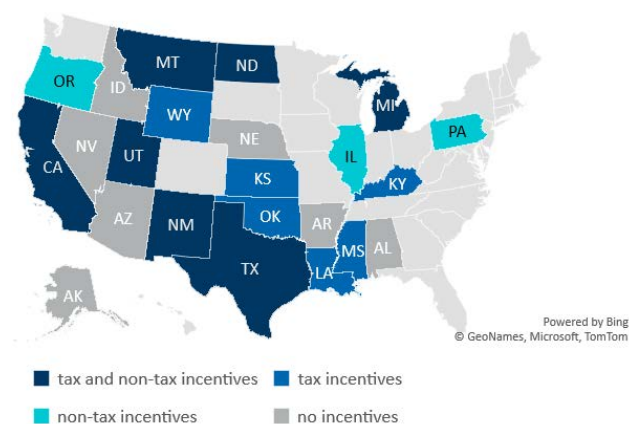 MT
ND
OR
ID
MI
WY
NE
PA
NV
IL
UT
CA
KS
KY
OK
AZ
NM
AR
MS
AL
TX
LA
AK
Powered by Bing
© GeoNames, Microsoft, TomTom
tax and non-tax incentives
tax incentives
non-tax incentives
no incentives